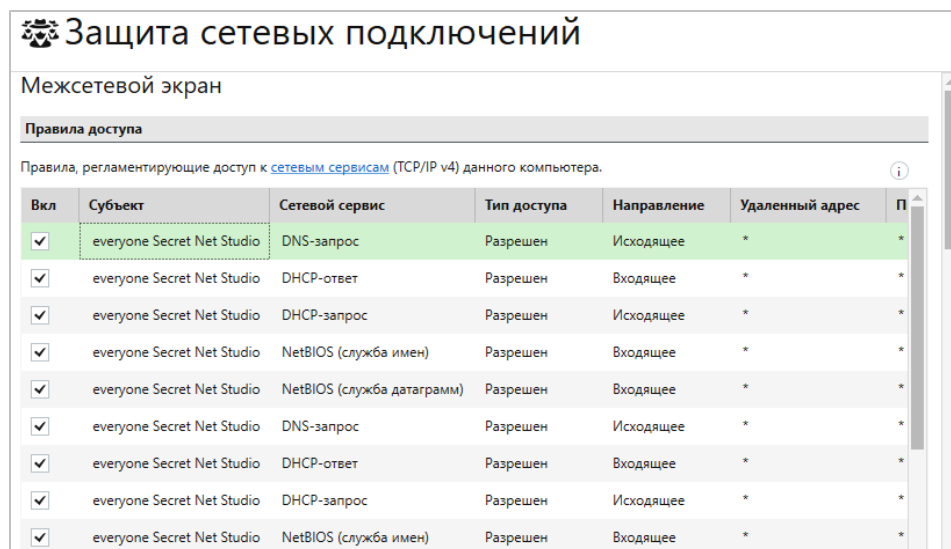 Защита сетевых подключений
Межсетевой экран
Правила доступа
Правила, регламентирующие доступ к сетевым сервисам (TCP/IP v4) данного компьютера.
Вкл Субъект Сетевой сервис Тип доступа Направление Удаленный адрес П
everyone Secret Net Studio DNS-запрос Разрешен Исходящее * *
everyone Secret Net Studio DHCP-ответ Разрешен Входящее * *
everyone Secret Net Studio DHCP-запрос Разрешен Исходящее * *
everyone Secret Net Studio NetBIOS (служба имен) Разрешен Входящее * *
everyone Secret Net Studio NetBIOS (служба датаграмм) Разрешен Входящее * *
everyone Secret Net Studio DNS-запрос Разрешен Исходящее * *
everyone Secret Net Studio DHCP-ответ Разрешен Входящее * *
everyone Secret Net Studio DHCP-запрос Разрешен Исходящее * *
everyone Secret Net Studio NetBIOS (служба имен) Разрешен Входящее * *